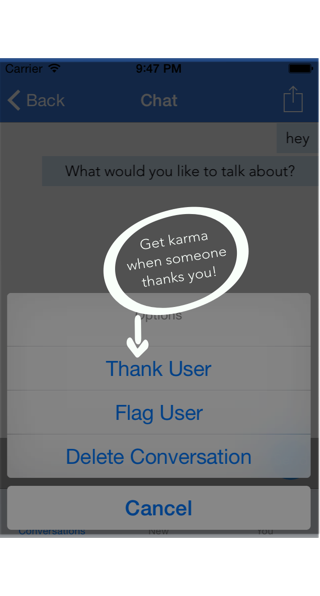 Carrier 9:47 PM
Back Chat
hey
What would you like to talk about?
Get karma
when someone
thanks you!
Options
Thank User
Flag User
Delete Conversation
Cancel
Conversations New You